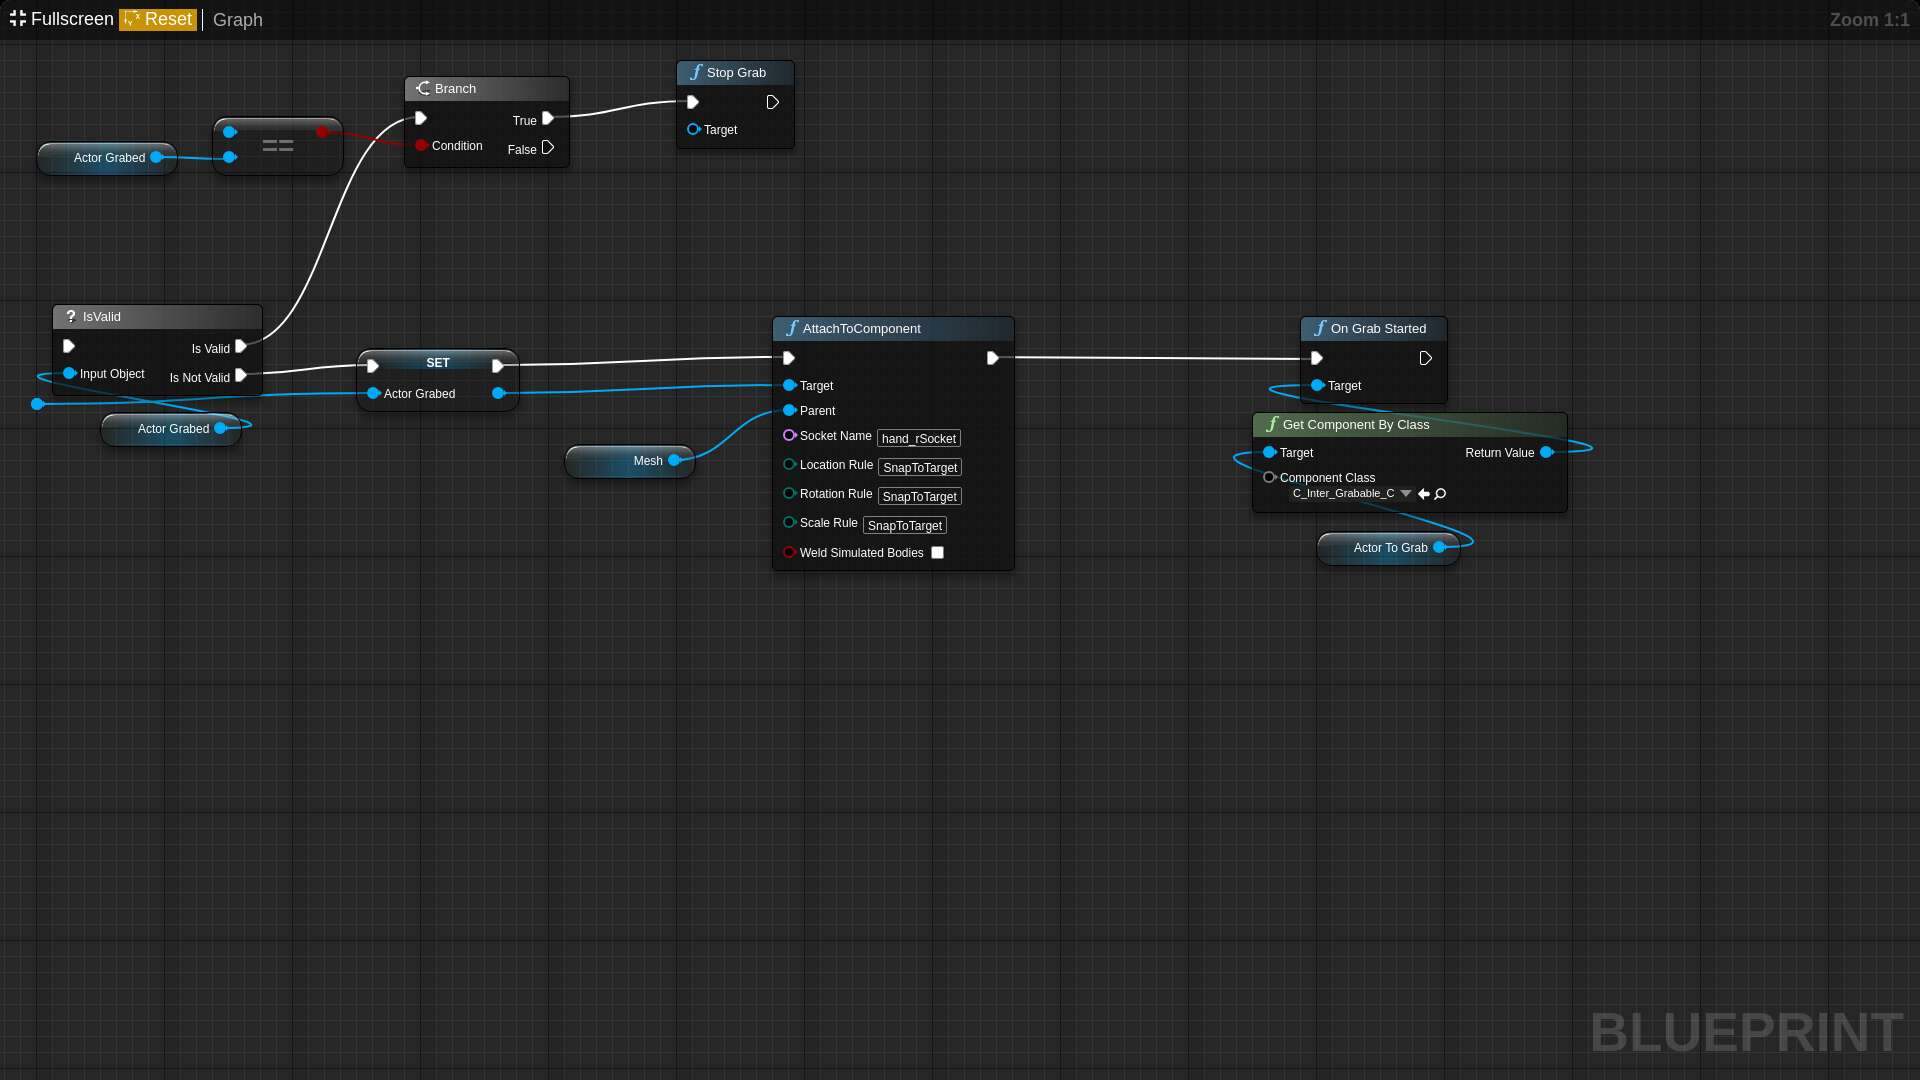 Fullscreen Reset Graph
Zoom 1:1
Branch
True
Condition
False
Stop Grab
Target
Actor Grabed
==
? IsValid
Is Valid
Input Object
Is Not Valid
Actor Grabed
SET
Actor Grabed
Mesh
AttachToComponent
Target
Parent
Socket Name hand_rSocket
Location Rule SnapToTarget
Rotation Rule SnapToTarget
Scale Rule SnapToTarget
Weld Simulated Bodies
On Grab Started
Target
Get Component By Class
Target
Return Value
Component Class
C_Inter_Grabable_C
Actor To Grab
BLUEPRINT